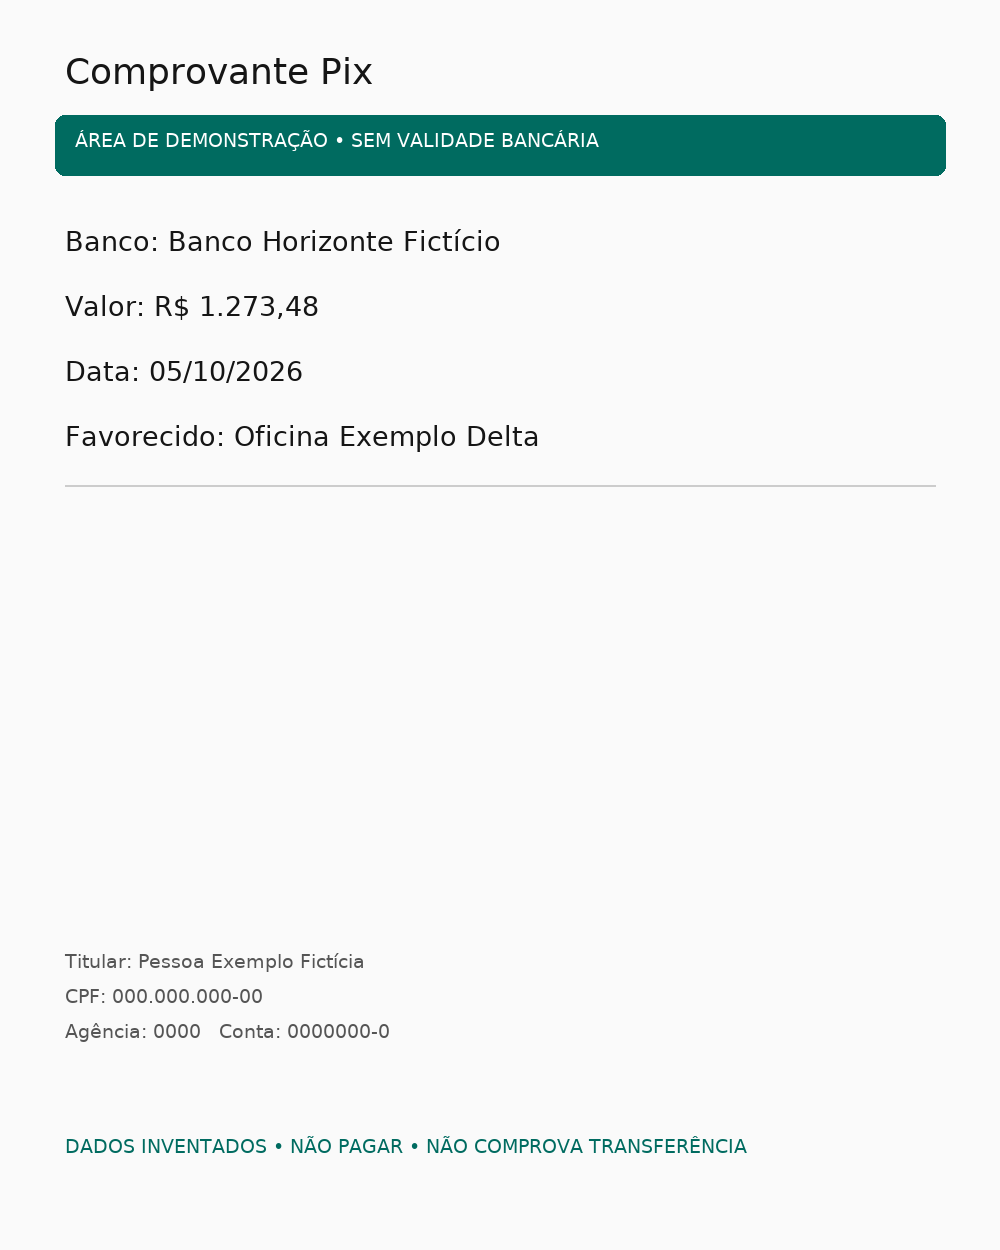 Comprovante Pix
ÁREA DE DEMONSTRAÇÃO • SEM VALIDADE BANCÁRIA
Banco: Banco Horizonte Fictício
Valor: R$ 1.273,48
Data: 05/10/2026
Favorecido: Oficina Exemplo Delta
Titular: Pessoa Exemplo Fictícia
CPF: 000.000.000-00
Agência: 0000   Conta: 0000000-0
DADOS INVENTADOS • NÃO PAGAR • NÃO COMPROVA TRANSFERÊNCIA